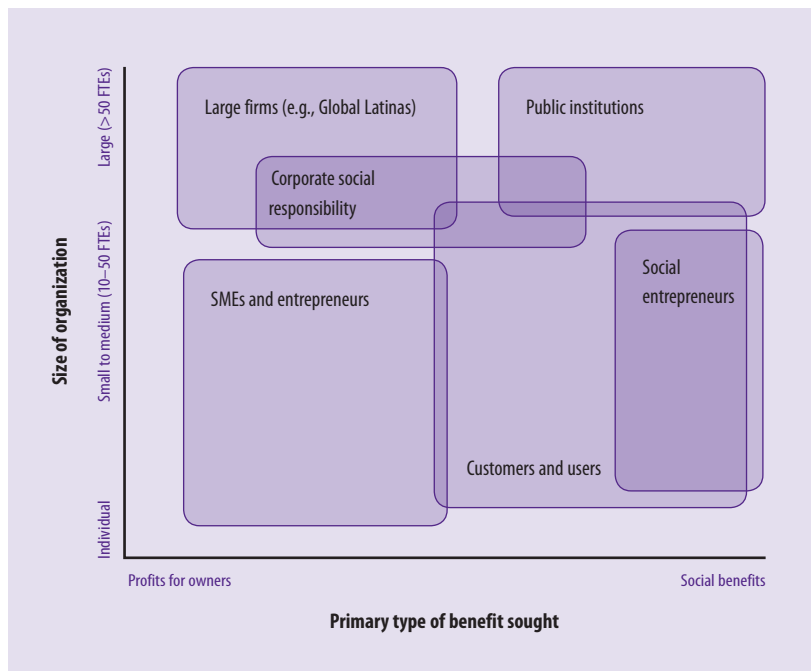 Large firms (e.g., Global Latinas)
Public institutions
Corporate social
responsibility
SMEs and entrepreneurs
Social
entrepreneurs
Customers and users
Size of organization
Large (>50 FTEs)
Small to medium (10–50 FTEs)
Individual
Profits for owners
Social benefits
Primary type of benefit sought